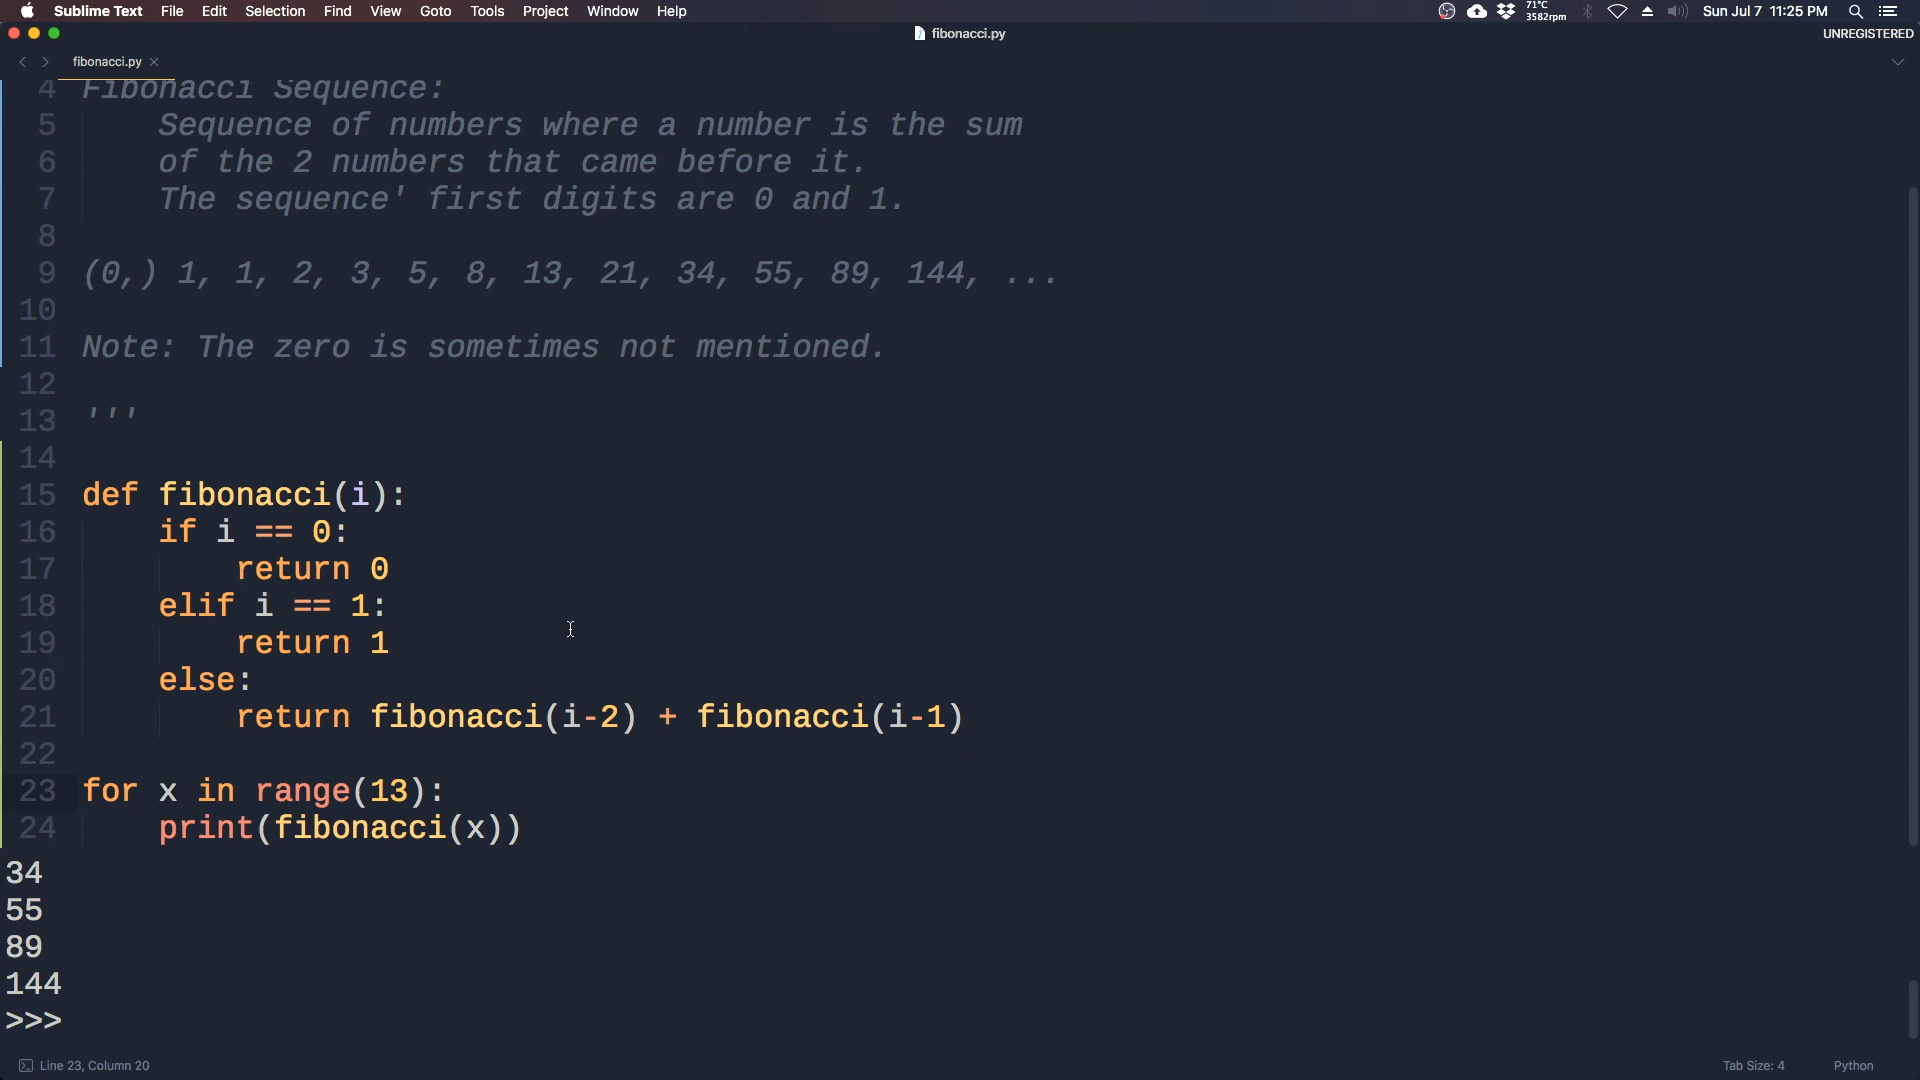 Sublime Text File Edit Selection Find View Goto Tools Project Window Help 71°C 3582rpm Sun Jul 7 11:25 PM
fibonacci.py UNREGISTERED
fibonacci.py
4 Fibonacci Sequence:
5 Sequence of numbers where a number is the sum
6 of the 2 numbers that came before it.
7 The sequence' first digits are 0 and 1.
8
9 (0,) 1, 1, 2, 3, 5, 8, 13, 21, 34, 55, 89, 144, ...
10
11 Note: The zero is sometimes not mentioned.
12
13 '''
14
15 def fibonacci(i):
16 if i == 0:
17 return 0
18 elif i == 1:
19 return 1
20 else:
21 return fibonacci(i-2) + fibonacci(i-1)
22
23 for x in range(13):
24 print(fibonacci(x))
34
55
89
144
>>>
Line 23, Column 20 Tab Size: 4 Python